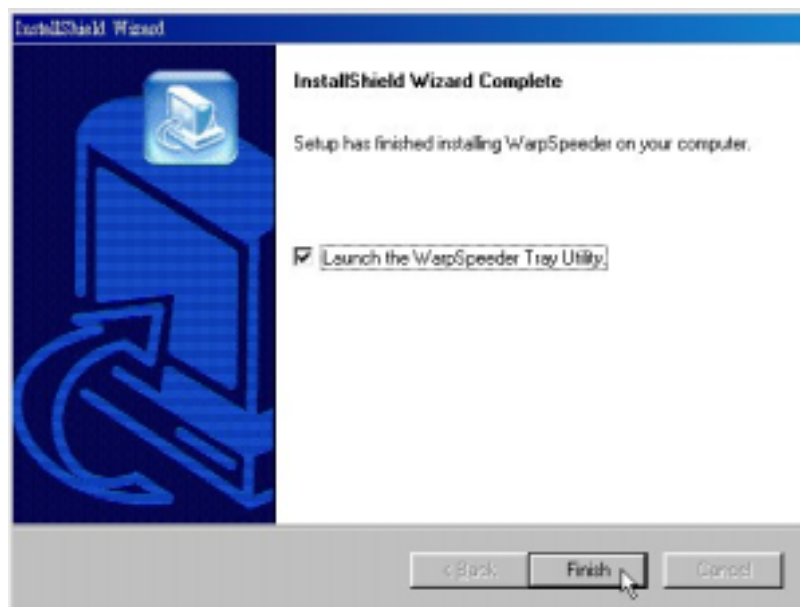 InstallShield Wizard
InstallShield Wizard Complete
Setup has finished installing WarpSpeeder on your computer.
Launch the WarpSpeeder Tray Utility.
< Back
Finish
Cancel